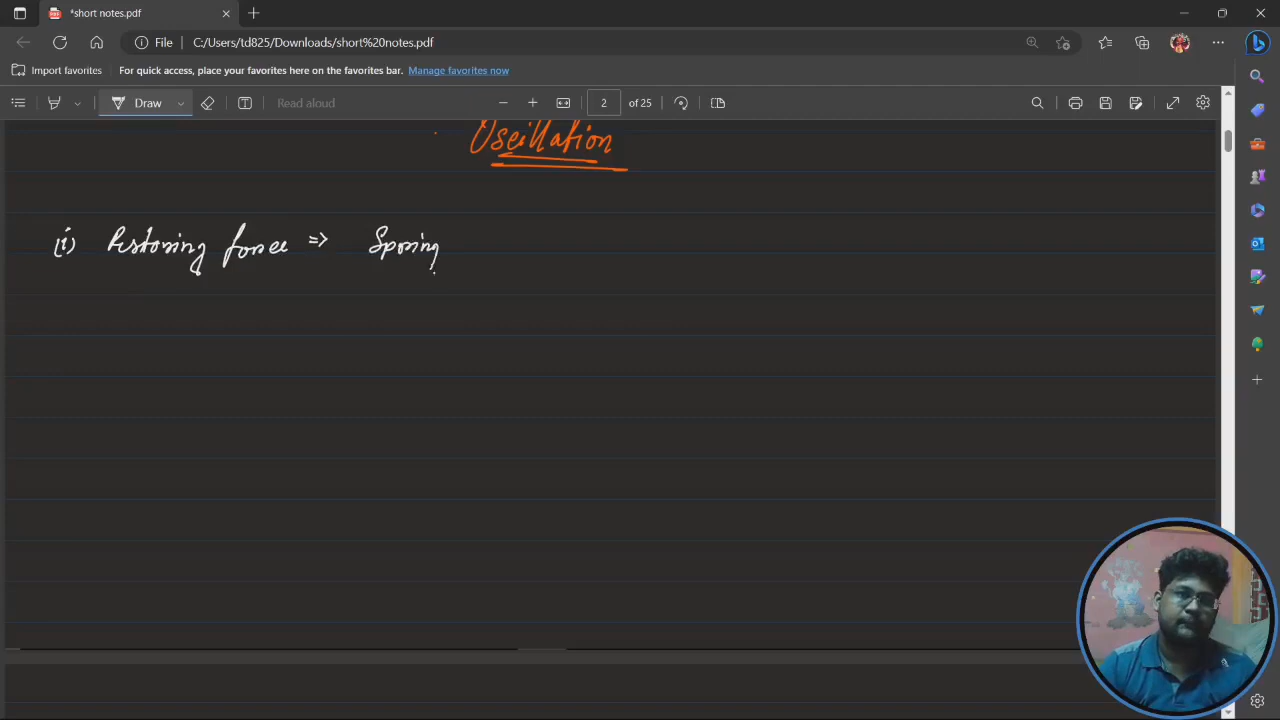 *short notes.pdf
File C:/Users/td825/Downloads/short%20notes.pdf
Import favorites For quick access, place your favorites here on the favorites bar. Manage favorites now
Draw Read aloud 2 of 25
Oscillation
(i) Restoring force => Spring